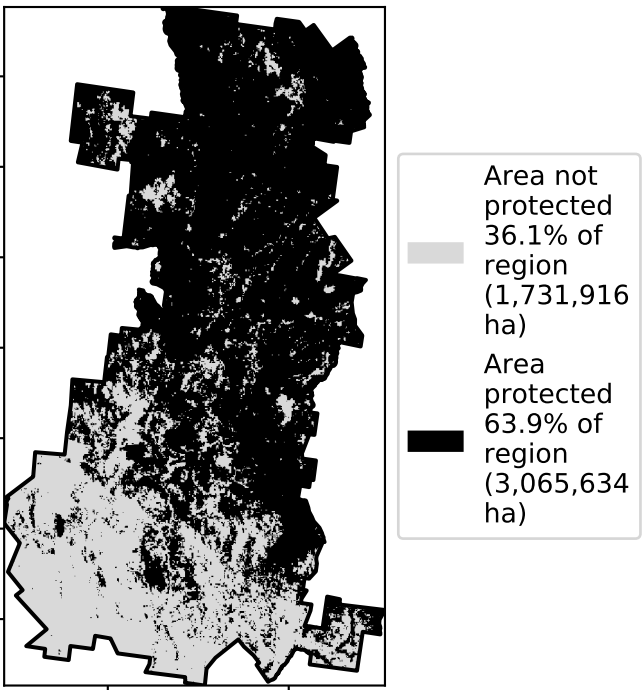 Area not
protected
36.1% of
region
(1,731,916
ha)
Area
protected
63.9% of
region
(3,065,634
ha)